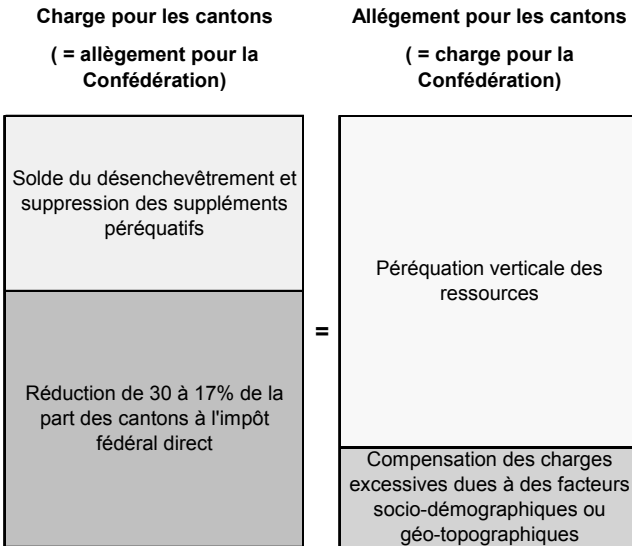 Charge pour les cantons
( = allègement pour la
Confédération)
Allégement pour les cantons
( = charge pour la
Confédération)
Solde du désenchevêtrement et
suppression des suppléments
péréquatifs
Réduction de 30 à 17% de la
part des cantons à l'impôt
fédéral direct
=
Péréquation verticale des
ressources
Compensation des charges
excessives dues à des facteurs
socio-démographiques ou
géo-topographiques